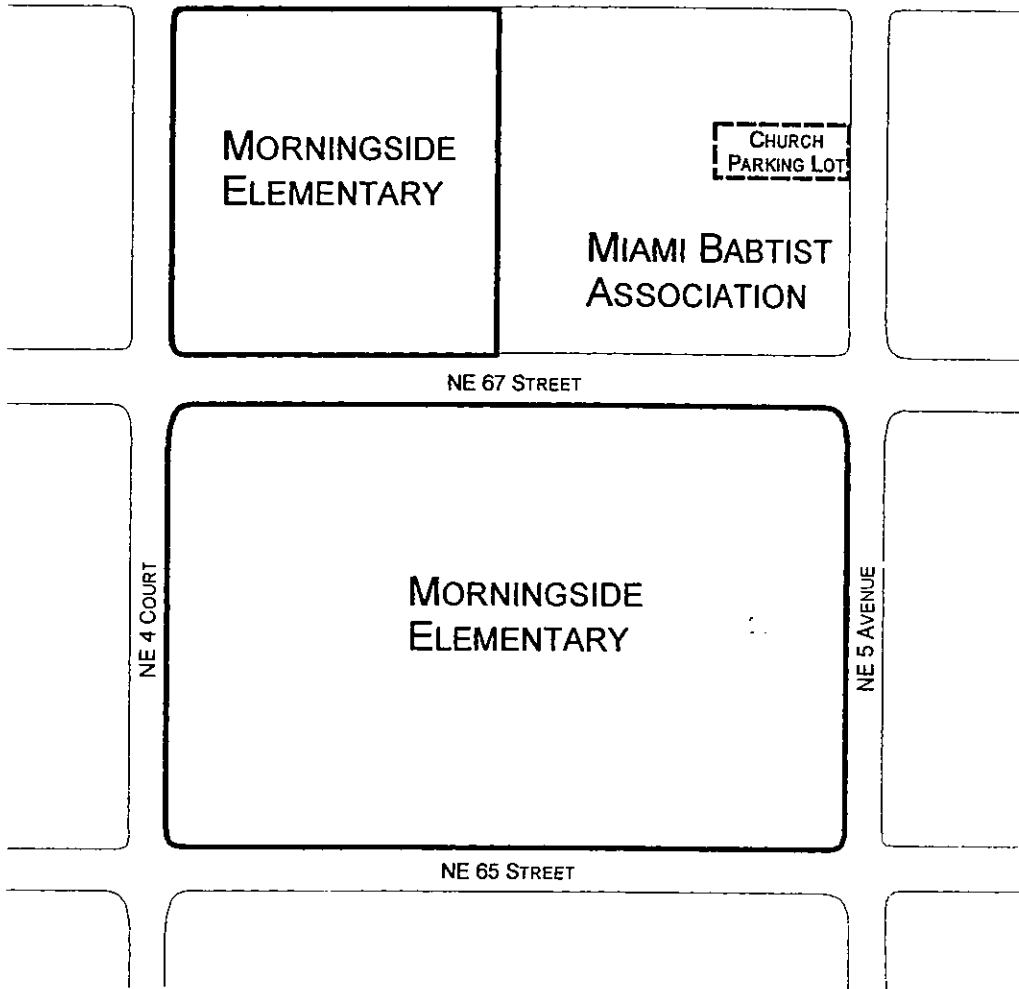 MORNINGSIDE
ELEMENTARY
CHURCH
PARKING LOT
MIAMI BABTIST
ASSOCIATION
NE 67 STREET
NE 4 COURT
MORNINGSIDE
ELEMENTARY
NE 5 AVENUE
NE 65 STREET